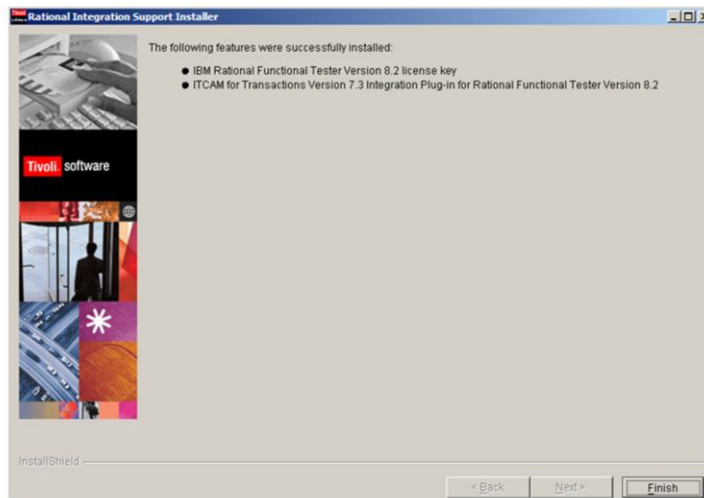 Rational Integration Support Installer
The following features were successfully installed:
IBM Rational Functional Tester Version 8.2 license key
ITCAM for Transactions Version 7.3 Integration Plug-in for Rational Functional Tester Version 8.2
Tivoli software
InstallShield
< Back Next > Finish